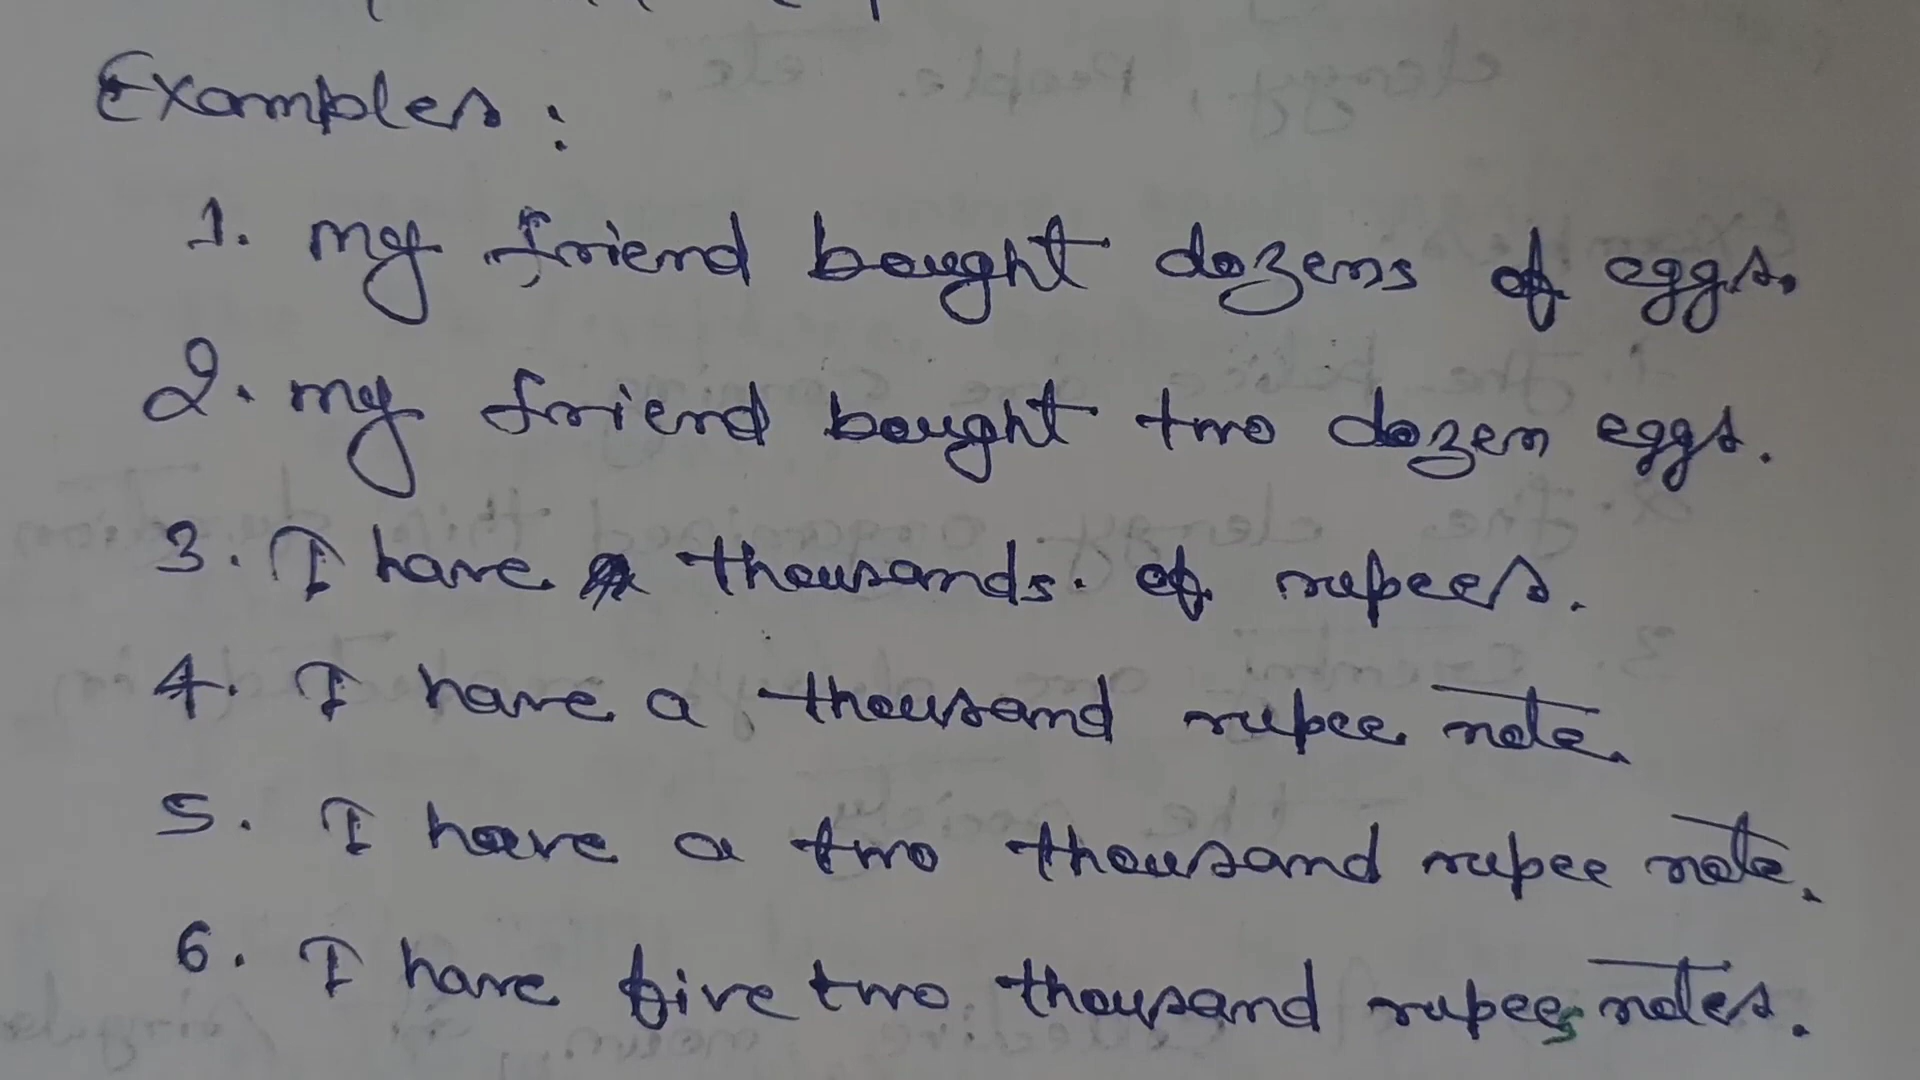 Examples :
1. my friend bought dozens of eggs.
2. my friend bought two dozen eggs.
3. I have thousands. of rupees.
4. I have a thousand rupee note.
5. I have a two thousand rupee note.
6. I have five two thousand rupees notes.